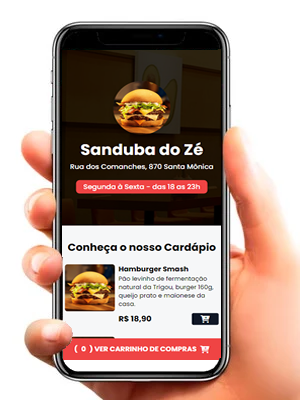 Sanduba do Zé
Rua dos Comanches, 870 Santa Mônica
Segunda à Sexta - das 18 as 23h
Conheça o nosso Cardápio
Hamburger Smash
Pão levinho de fermentação
natural da Trigou, burger 160g,
queijo prato e maionese da
casa.
R$ 18,90
( 0 ) VER CARRINHO DE COMPRAS